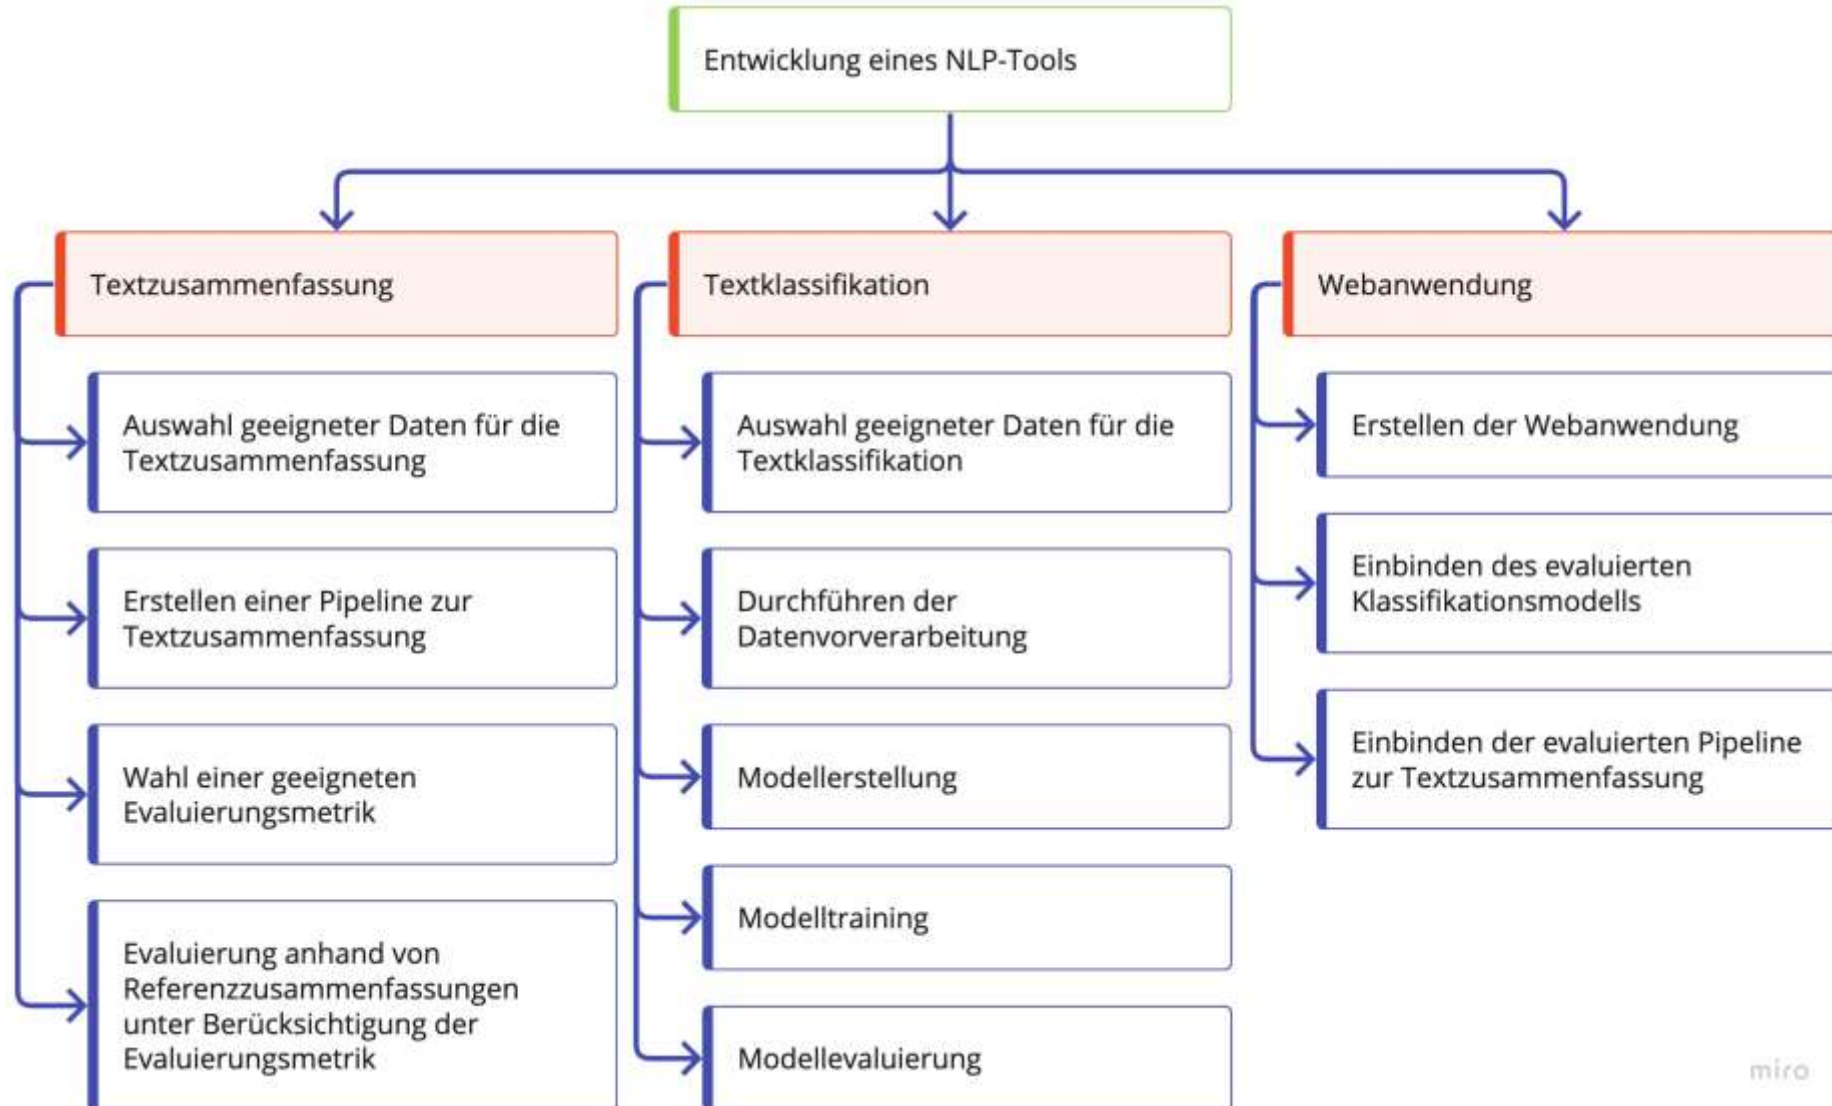 Entwicklung eines NLP-Tools
Textzusammenfassung
Auswahl geeigneter Daten für die
Textzusammenfassung
Erstellen einer Pipeline zur
Textzusammenfassung
Wahl einer geeigneten
Evaluierungsmetrik
Evaluierung anhand von
Referenzzusammenfassungen
unter Berücksichtigung der
Evaluierungsmetrik
Textklassifikation
Auswahl geeigneter Daten für die
Textklassifikation
Durchführen der
Datenvorverarbeitung
Modellerstellung
Modelltraining
Modellevaluierung
Webanwendung
Erstellen der Webanwendung
Einbinden des evaluierten
Klassifikationsmodells
Einbinden der evaluierten Pipeline
zur Textzusammenfassung
miro